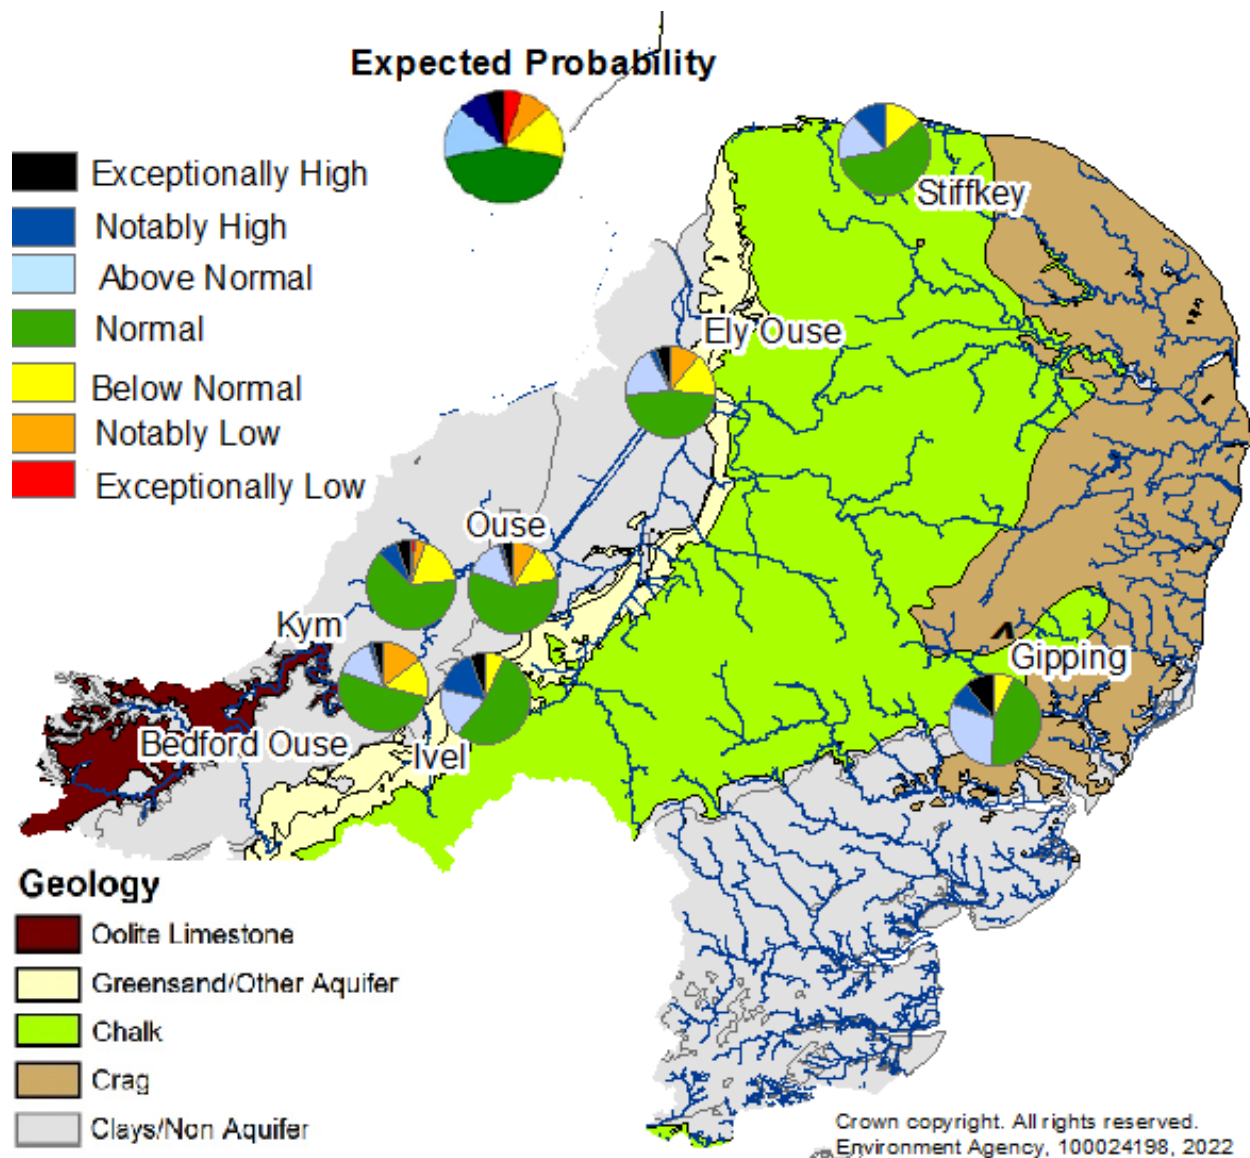 Expected Probability
Exceptionally High
Notably High
Above Normal
Normal
Below Normal
Notably Low
Exceptionally Low
Stiffkey
Ely Ouse
Ouse
Kym
Gipping
Bedford Ouse
Ivel
Geology
Oolite Limestone
Greensand/Other Aquifer
Chalk
Crag
Clays/Non Aquifer
Crown copyright. All rights reserved.
Environment Agency, 100024198, 2022